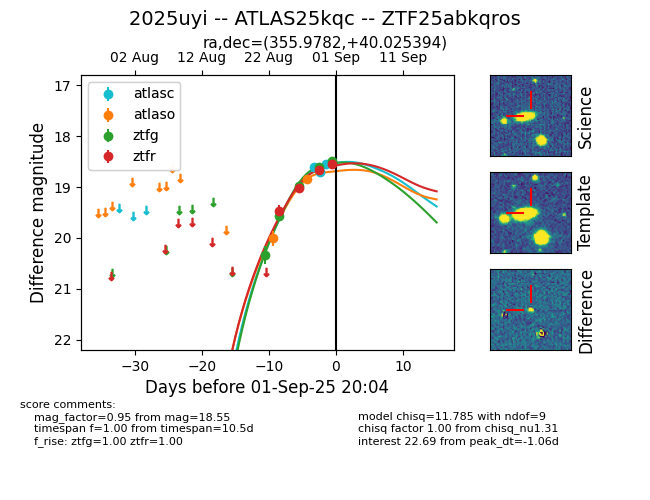 2025uyi -- ATLAS25kqc -- ZTF25abkqros
ra,dec=(355.9782,+40.025394)
02 Aug 12 Aug 22 Aug 01 Sep 11 Sep
atlasc
atlaso
ztfg
ztfr
17
18
19
20
21
22
Difference magnitude
−30 −20 −10 0 10
Days before 01-Sep-25 20:04
Science
Template
Difference
score comments:
mag_factor=0.95 from mag=18.55
timespan f=1.00 from timespan=10.5d
f_rise: ztfg=1.00 ztfr=1.00
model chisq=11.785 with ndof=9
chisq factor 1.00 from chisq_nu1.31
interest 22.69 from peak_dt=-1.06d